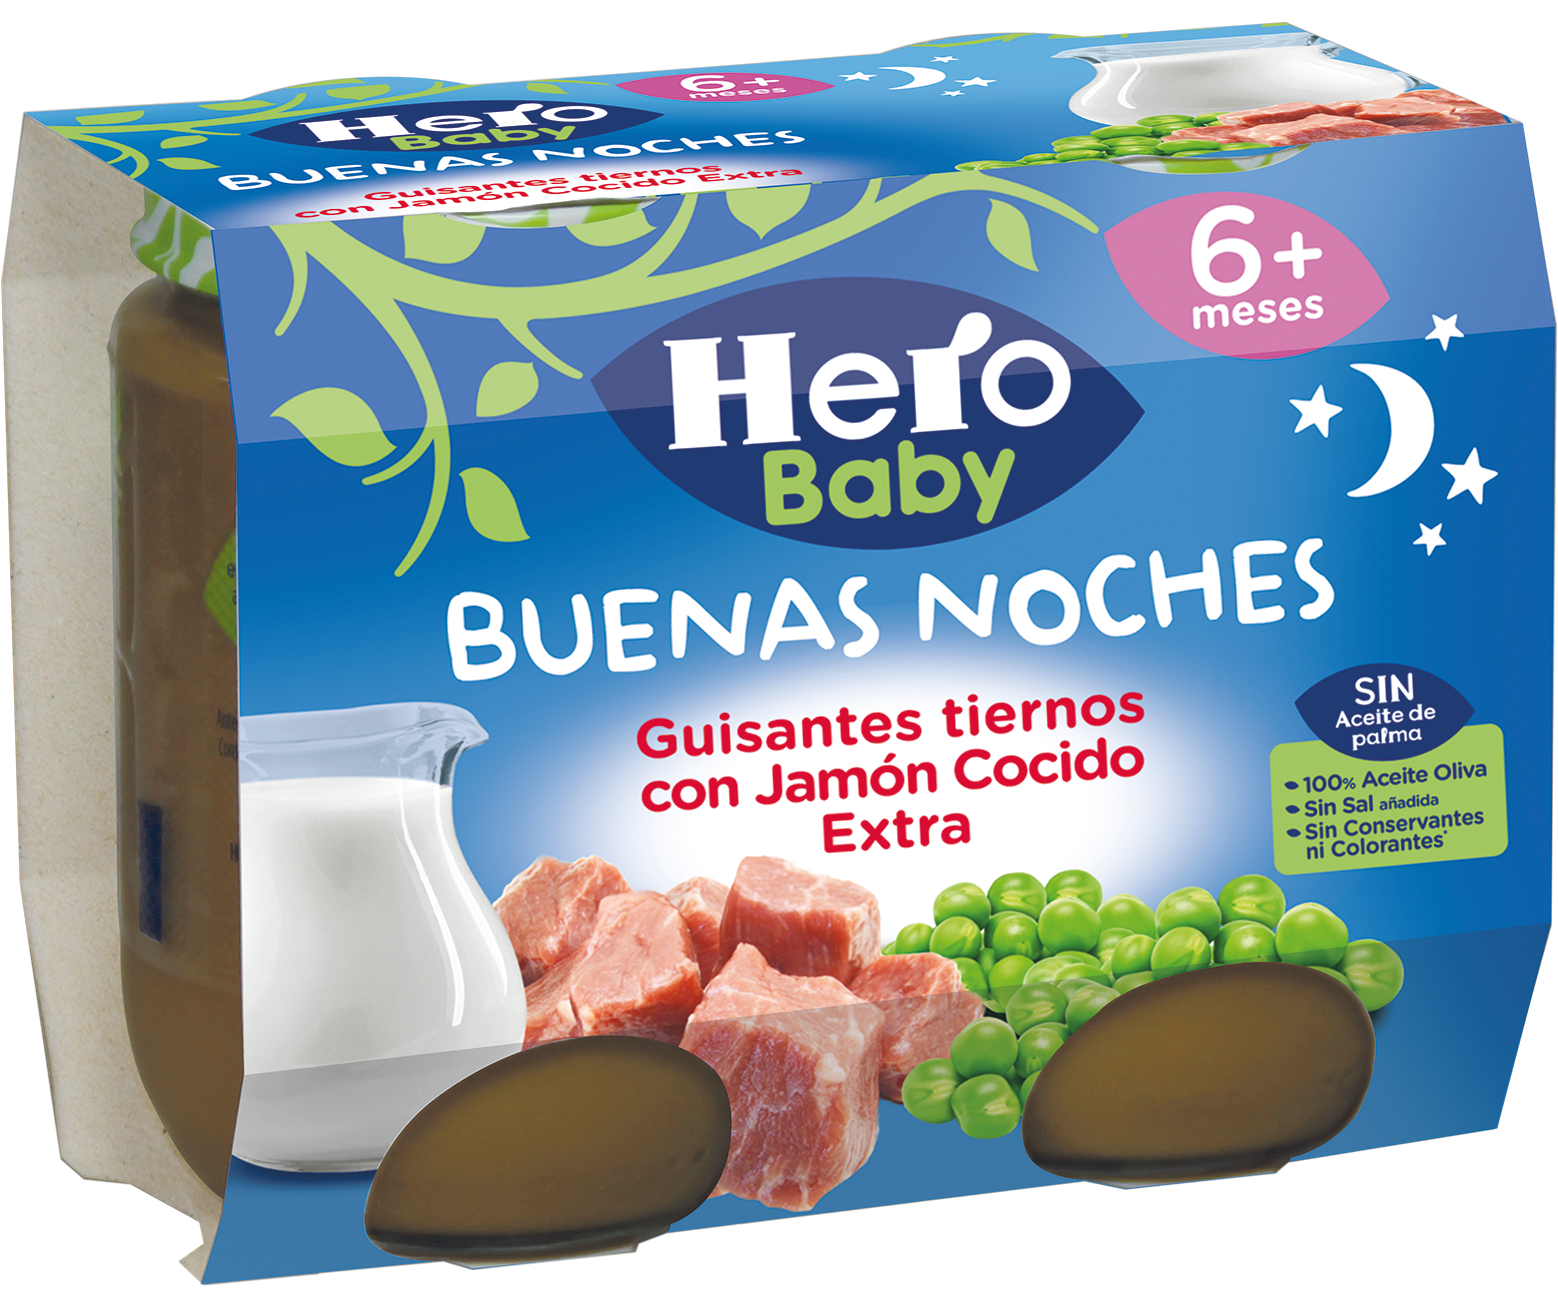 Hero
Baby
6+
meses
BUENAS NOCHES
Guisantes tiernos
con Jamón Cocido Extra
6+
meses
Hero
Baby
BUENAS NOCHES
Guisantes tiernos
con Jamón Cocido
Extra
SIN
Aceite de
palma
100% Aceite Oliva
Sin Sal añadida
Sin Conservantes
ni Colorantes*